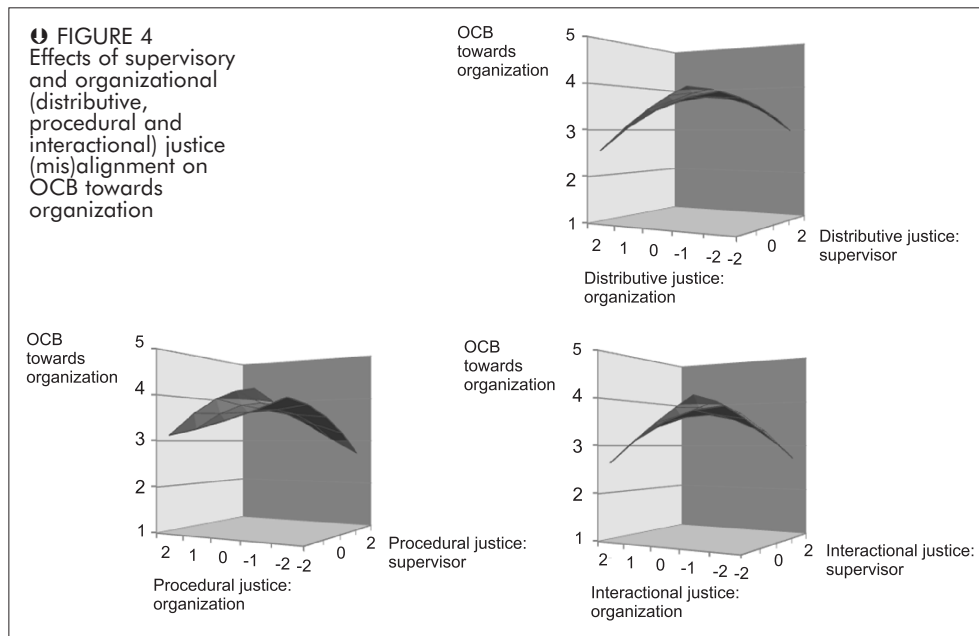 FIGURE 4
Effects of supervisory
and organizational
(distributive,
procedural and
interactional) justice
(mis)alignment on
OCB towards
organization
OCB
towards
organization
5
4
3
2
1
2 1 0 -1 -2 -2 0 2
Distributive justice:
supervisor
Distributive justice:
organization
OCB
towards
organization
5
4
3
2
1
2 1 0 -1 -2 -2 0 2
Procedural justice:
supervisor
Procedural justice:
organization
OCB
towards
organization
5
4
3
2
1
2 1 0 -1 -2 -2 0 2
Interactional justice:
supervisor
Interactional justice:
organization